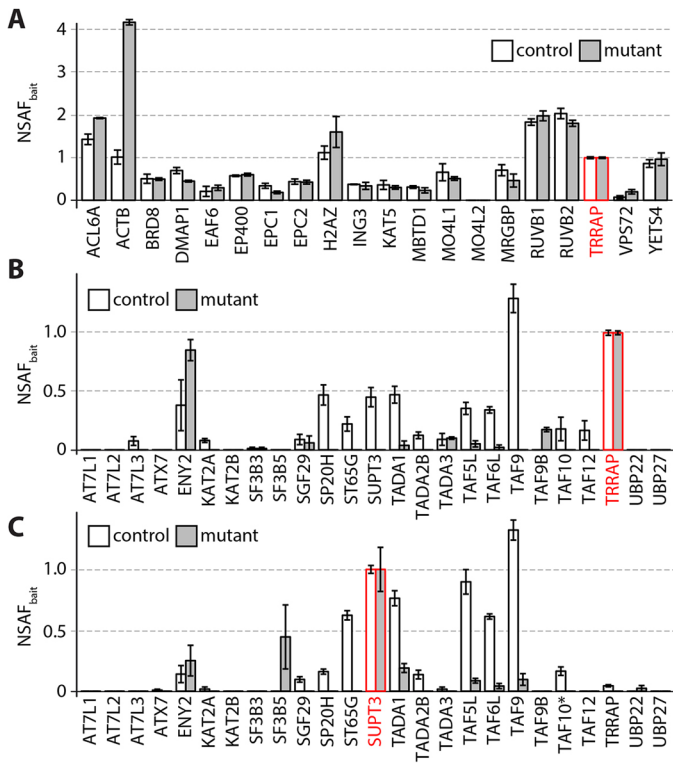 A
NSAFbait
4
3
2
1
0
control mutant
ACL6A ACTB BRD8 DMAP1 EAF6 EP400 EPC1 EPC2 H2AZ ING3 KAT5 MBTD1 MO4L1 MO4L2 MRGBP RUVB1 RUVB2 TRRAP VPS72 YETS4
B
NSAFbait
control mutant
1.0
0.5
0
AT7L1 AT7L2 AT7L3 ATX7 ENY2 KAT2A KAT2B SF3B3 SF3B5 SGF29 SP20H ST65G SUPT3 TADA1 TADA2B TADA3 TAF5L TAF6L TAF9 TAF9B TAF10 TAF12 TRRAP UBP22 UBP27
C
NSAFbait
control mutant
1.0
0.5
0
AT7L1 AT7L2 AT7L3 ATX7 ENY2 KAT2A KAT2B SF3B3 SF3B5 SGF29 SP20H ST65G SUPT3 TADA1 TADA2B TADA3 TAF5L TAF6L TAF9 TAF9B TAF10* TAF12 TRRAP UBP22 UBP27